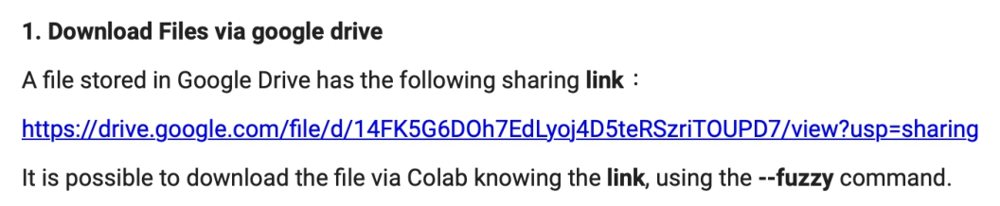 1. Download Files via google drive
A file stored in Google Drive has the following sharing link：
https://drive.google.com/file/d/14FK5G6DOh7EdLyoj4D5teRSzriTOUPD7/view?usp=sharing
It is possible to download the file via Colab knowing the link, using the --fuzzy command.